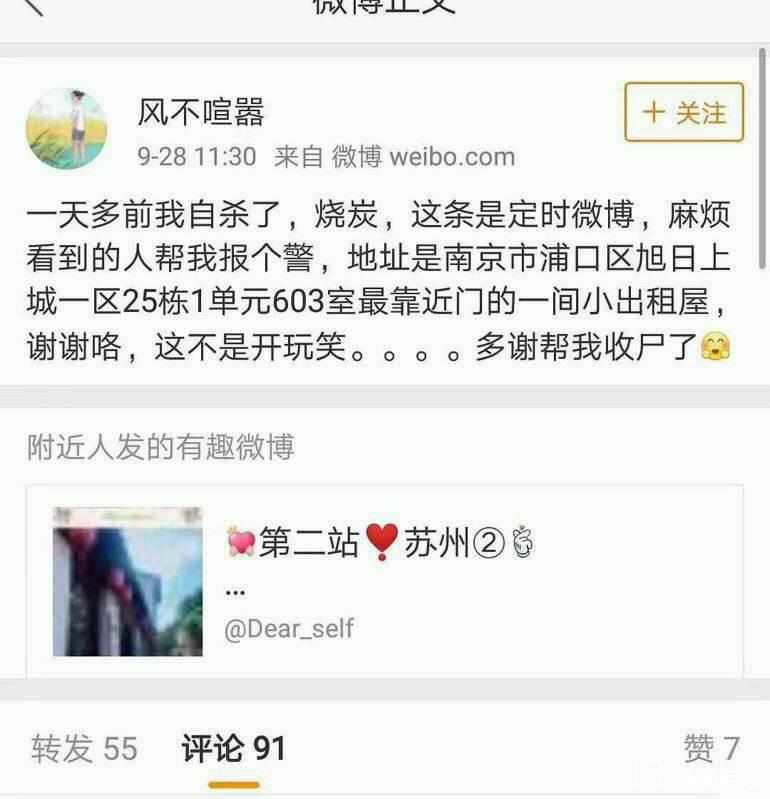 微博正文
风不喧嚣
+ 关注
9-28 11:30 来自 微博 weibo.com
一天多前我自杀了，烧炭，这条是定时微博，麻烦
看到的人帮我报个警，地址是南京市浦口区旭日上
城一区25栋1单元603室最靠近门的一间小出租屋，
谢谢咯，这不是开玩笑。。。。多谢帮我收尸了🤗
附近人发的有趣微博
💘第二站❣️苏州②✌
...
@Dear_self
转发 55 评论 91 赞 7